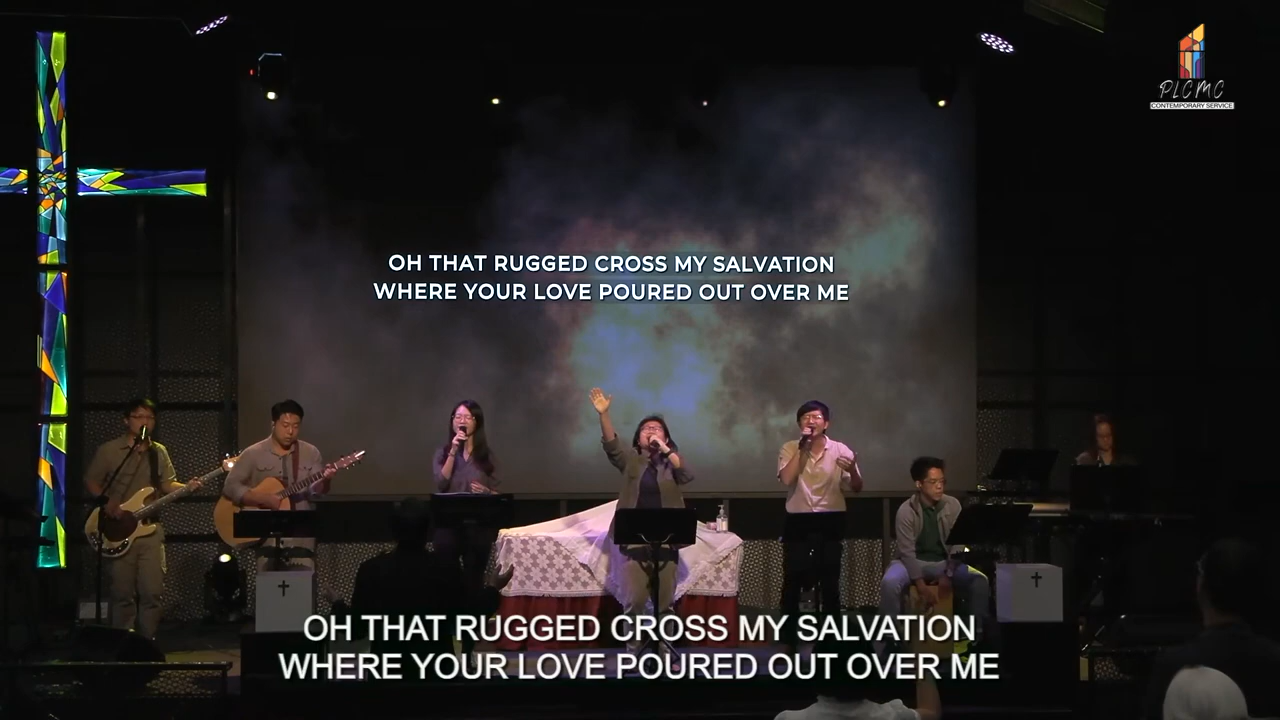 PLCMC
CONTEMPORARY SERVICE
OH THAT RUGGED CROSS MY SALVATION
WHERE YOUR LOVE POURED OUT OVER ME
OH THAT RUGGED CROSS MY SALVATION
WHERE YOUR LOVE POURED OUT OVER ME